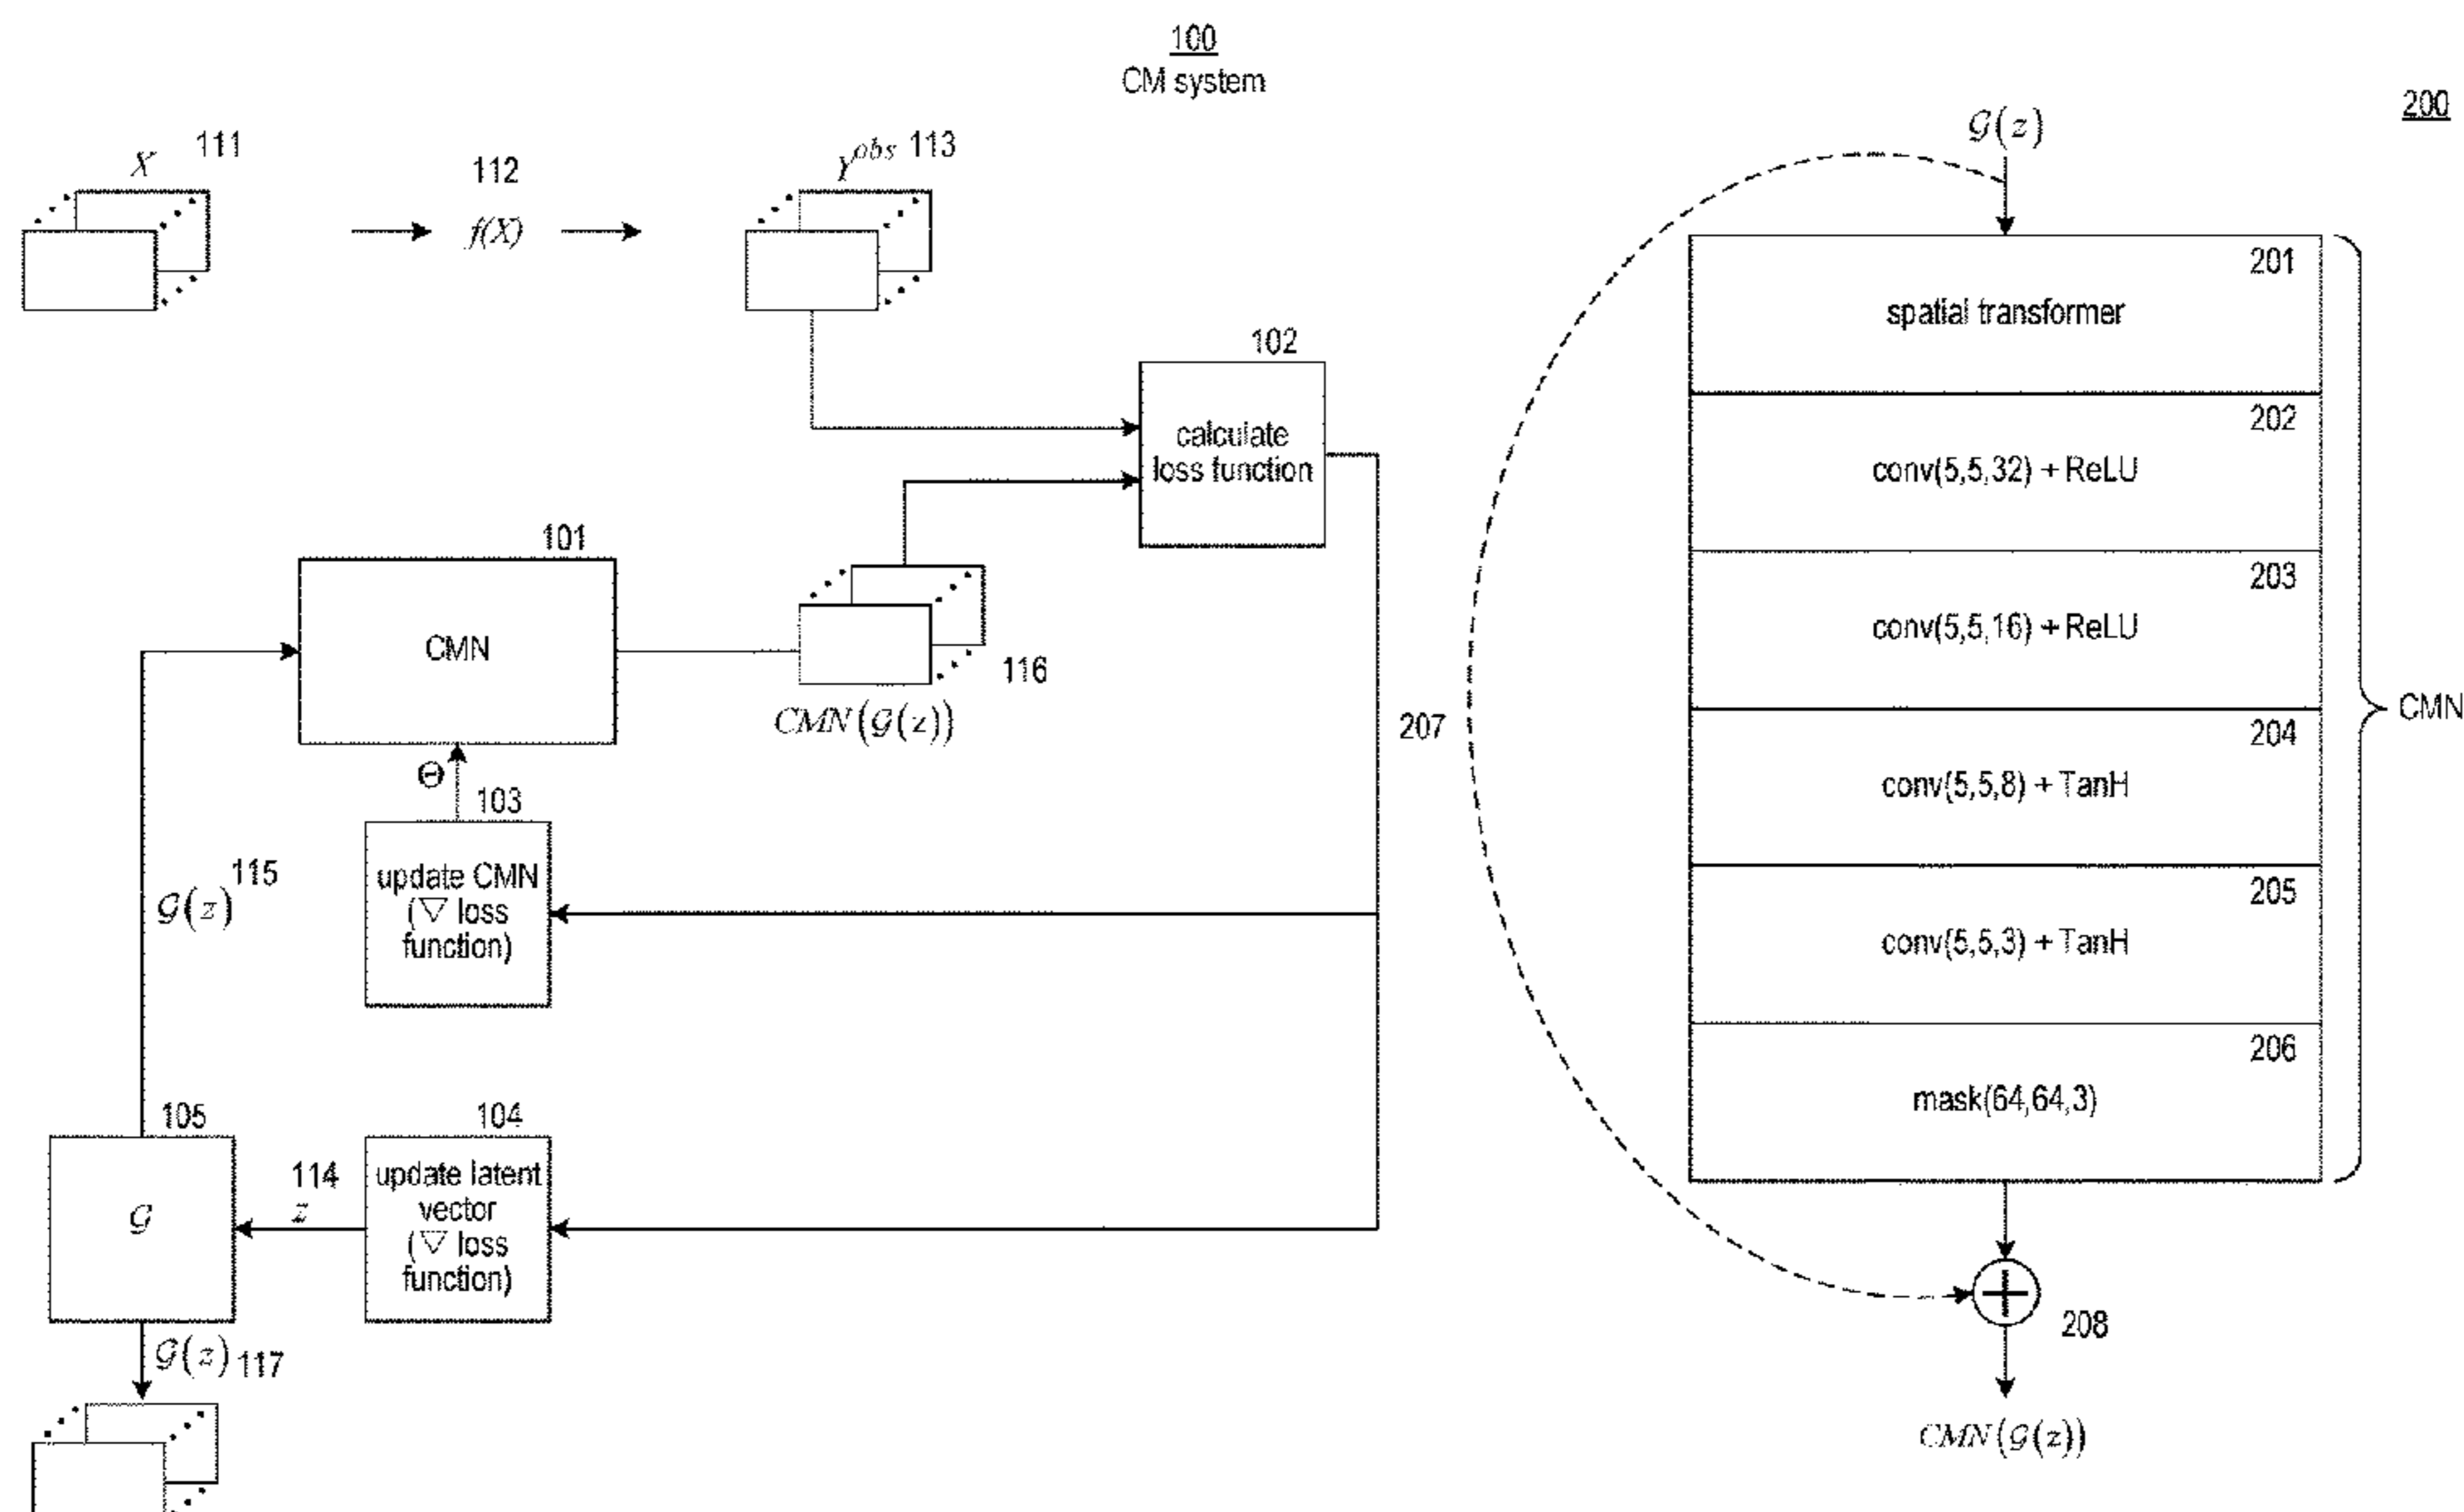 100
CM system
200
X 111
112
f(X)
Y^obs 113
102
calculate
loss function
101
CMN
116
CMN(𝒢(z))
Θ
103
update CMN
(▽ loss
function)
𝒢(z) 115
105
𝒢
114
z
104
update latent
vector
(▽ loss
function)
𝒢(z) 117
𝒢(z)
201
spatial transformer
202
conv(5,5,32) + ReLU
203
conv(5,5,16) + ReLU
204
conv(5,5,8) + TanH
205
conv(5,5,3) + TanH
206
mask(64,64,3)
CMN
207
+
208
CMN(𝒢(z))